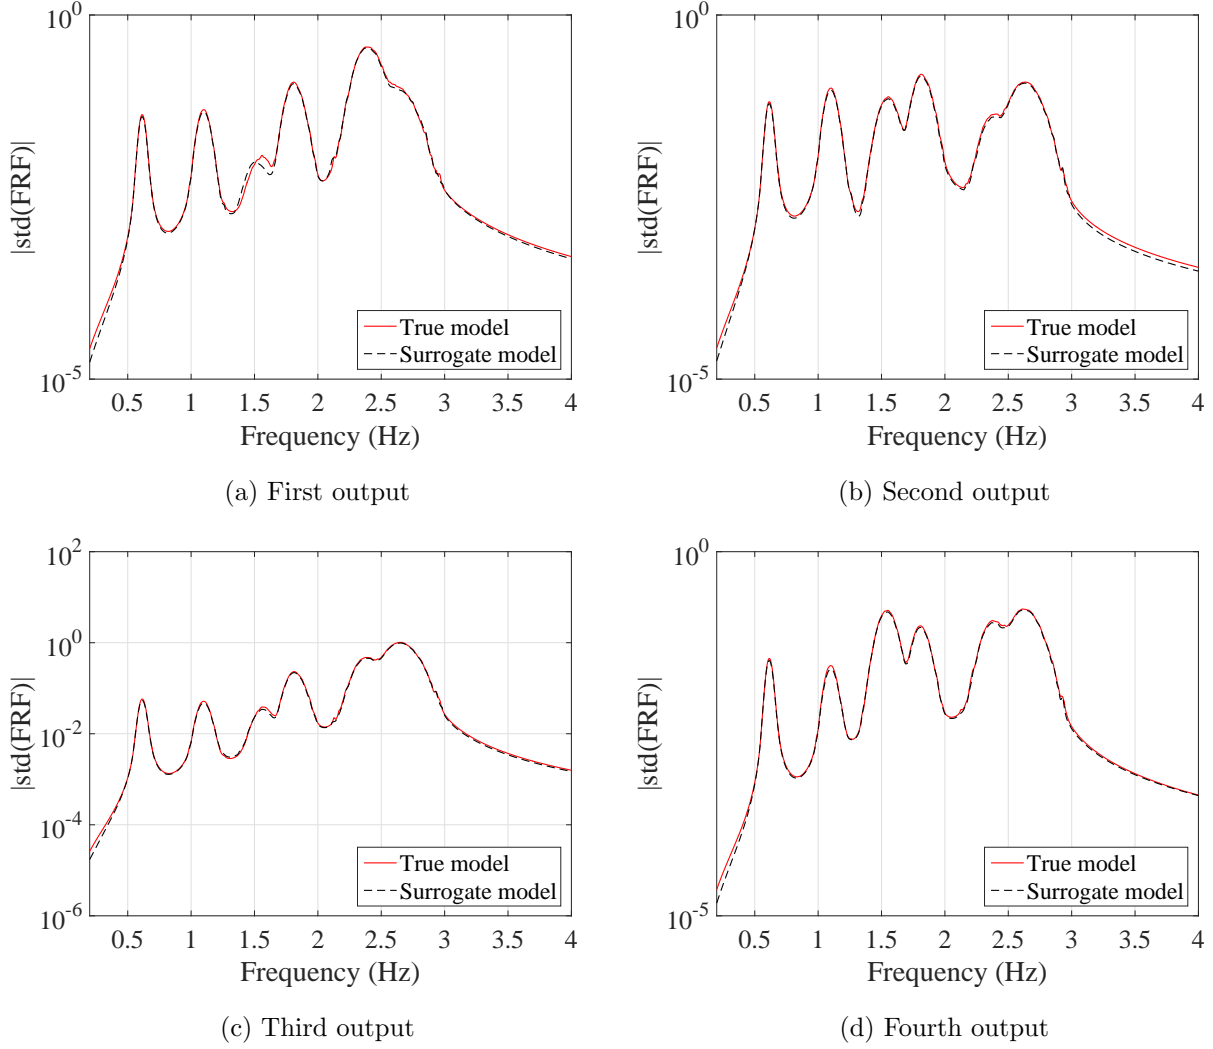 10^0
|std(FRF)|
10^-5
True model
Surrogate model
0.5 1 1.5 2 2.5 3 3.5 4
Frequency (Hz)
(a) First output
10^0
|std(FRF)|
10^-5
True model
Surrogate model
0.5 1 1.5 2 2.5 3 3.5 4
Frequency (Hz)
(b) Second output
10^2
10^0
10^-2
10^-4
10^-6
|std(FRF)|
True model
Surrogate model
0.5 1 1.5 2 2.5 3 3.5 4
Frequency (Hz)
(c) Third output
10^0
|std(FRF)|
10^-5
True model
Surrogate model
0.5 1 1.5 2 2.5 3 3.5 4
Frequency (Hz)
(d) Fourth output